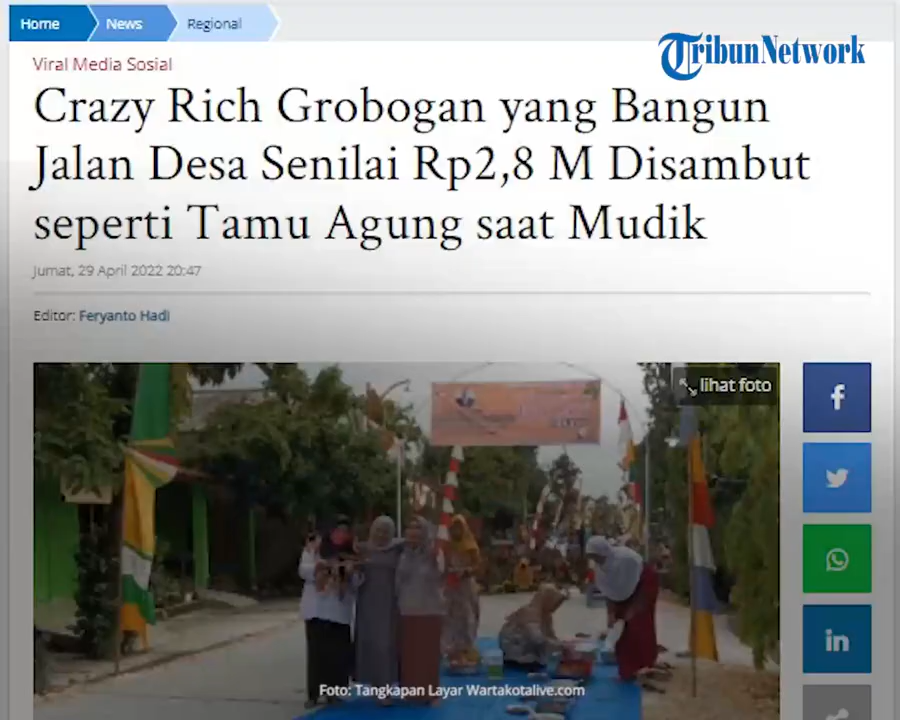 Home News Regional
TribunNetwork
Viral Media Sosial
Crazy Rich Grobogan yang Bangun
Jalan Desa Senilai Rp2,8 M Disambut
seperti Tamu Agung saat Mudik
Jumat, 29 April 2022 20:47
Editor: Feryanto Hadi
lihat foto
Foto: Tangkapan Layar Wartakotalive.com